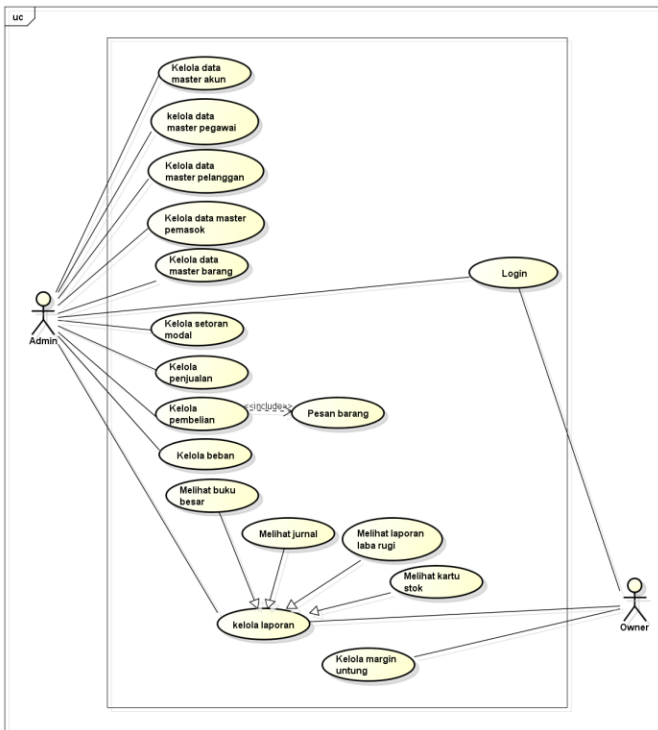 uc
Kelola data
master akun
kelola data
master pegawai
Kelola data
master pelanggan
Kelola data master
pemasok
Kelola data
master barang
Login
Admin
Kelola setoran
modal
Kelola
penjualan
Kelola
pembelian
<<include>>
Pesan barang
Kelola beban
Melihat buku
besar
Melihat jurnal
Melihat laporan
laba rugi
Melihat kartu
stok
kelola laporan
Owner
Kelola margin
untung